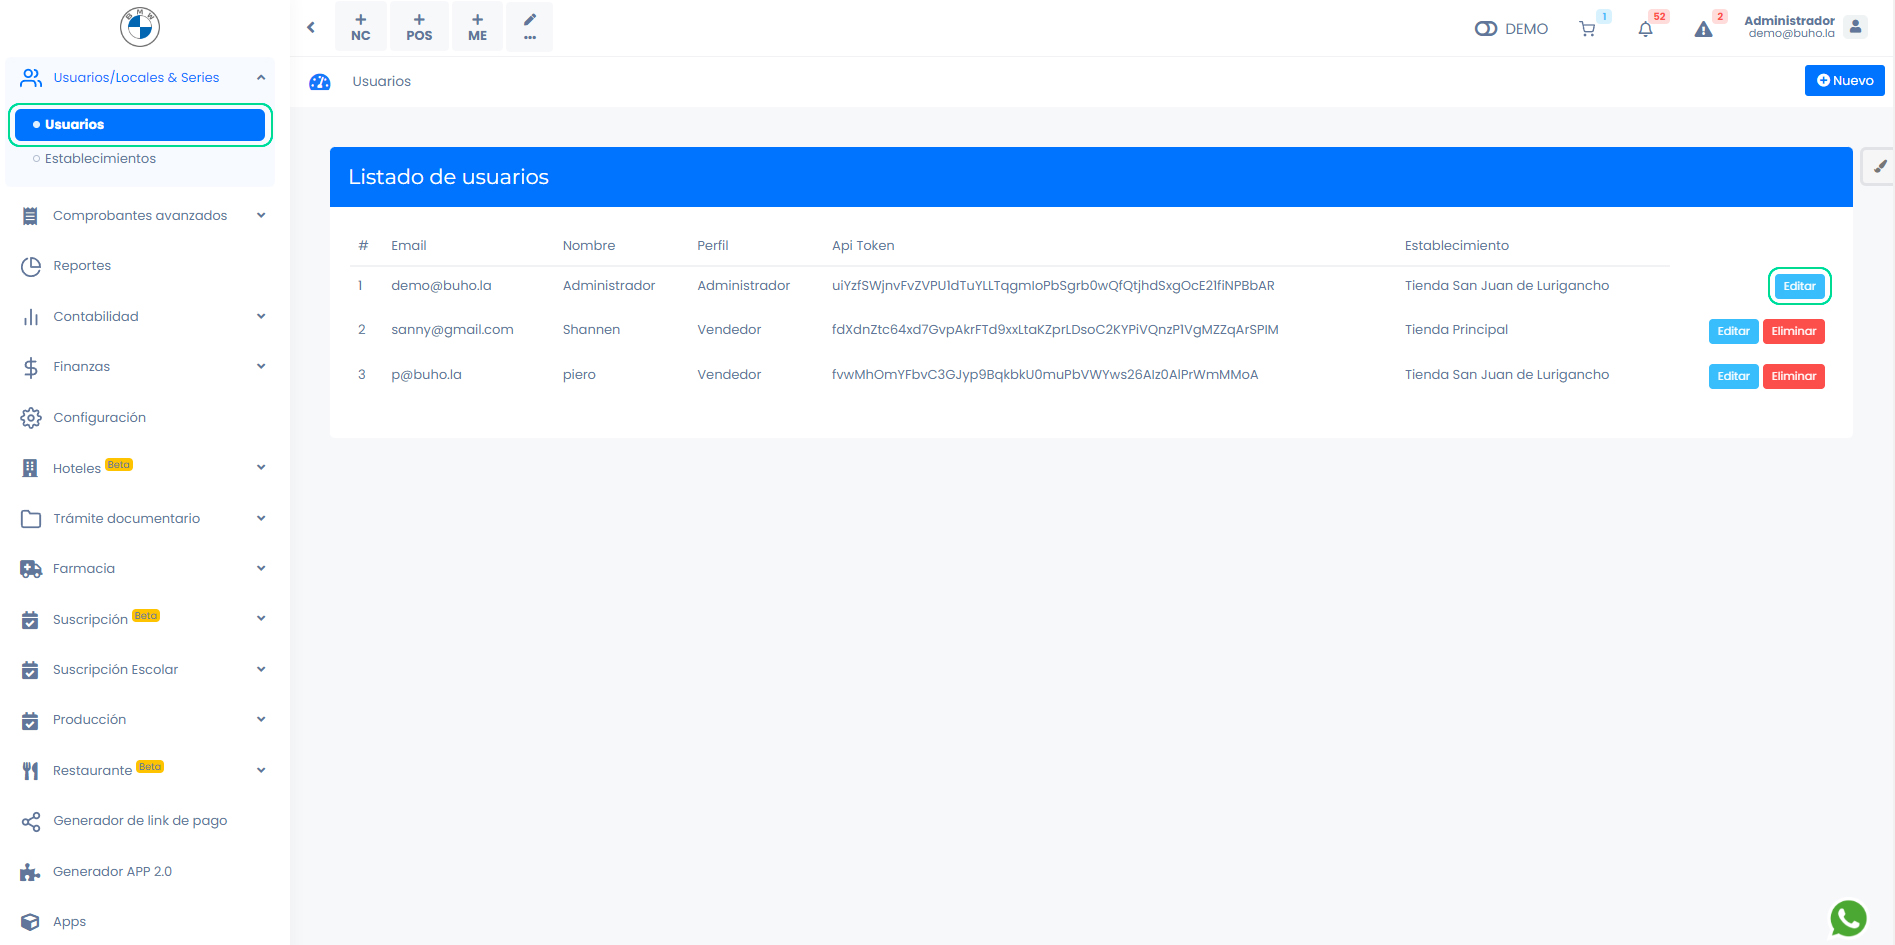 BMW
NC
POS
ME
...
DEMO
1
52
2
Administrador
demo@buho.la
Usuarios/Locales & Series
Usuarios
Establecimientos
Comprobantes avanzados
Reportes
Contabilidad
Finanzas
Configuración
Hoteles Beta
Trámite documentario
Farmacia
Suscripción Beta
Suscripción Escolar
Producción
Restaurante Beta
Generador de link de pago
Generador APP 2.0
Apps
Usuarios
Nuevo
Listado de usuarios
# Email Nombre Perfil Api Token Establecimiento
1 demo@buho.la Administrador Administrador uiYzfSWjnvFvZVPU1dTuYLLTqgmIoPbSgrb0wQfQtjhdSxgOcE21fiNPBbAR Tienda San Juan de Lurigancho Editar
2 sanny@gmail.com Shannen Vendedor fdXdnZtc64xd7GvpAkrFTd9xxLtaKZprLDsoC2KYPiVQnzP1VgMZZqArSPIM Tienda Principal Editar Eliminar
3 p@buho.la piero Vendedor fvwMhOmYFbvC3GJyp9BqkbkU0muPbVWYws26AIz0AlPrWmMMoA Tienda San Juan de Lurigancho Editar Eliminar